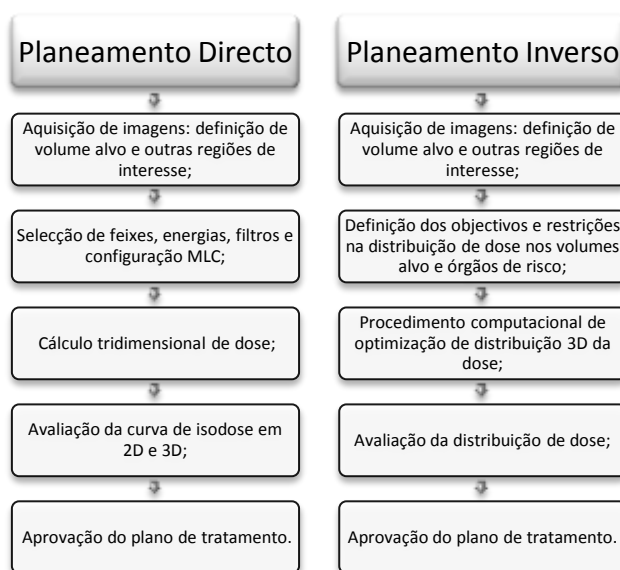 Planeamento Directo
Aquisição de imagens: definição de
volume alvo e outras regiões de
interesse;
Selecção de feixes, energias, filtros e
configuração MLC;
Cálculo tridimensional de dose;
Avaliação da curva de isodose em
2D e 3D;
Aprovação do plano de tratamento.
Planeamento Inverso
Aquisição de imagens: definição de
volume alvo e outras regiões de
interesse;
Definição dos objectivos e restrições
na distribuição de dose nos volumes
alvo e órgãos de risco;
Procedimento computacional de
optimização de distribuição 3D da
dose;
Avaliação da distribuição de dose;
Aprovação do plano de tratamento.